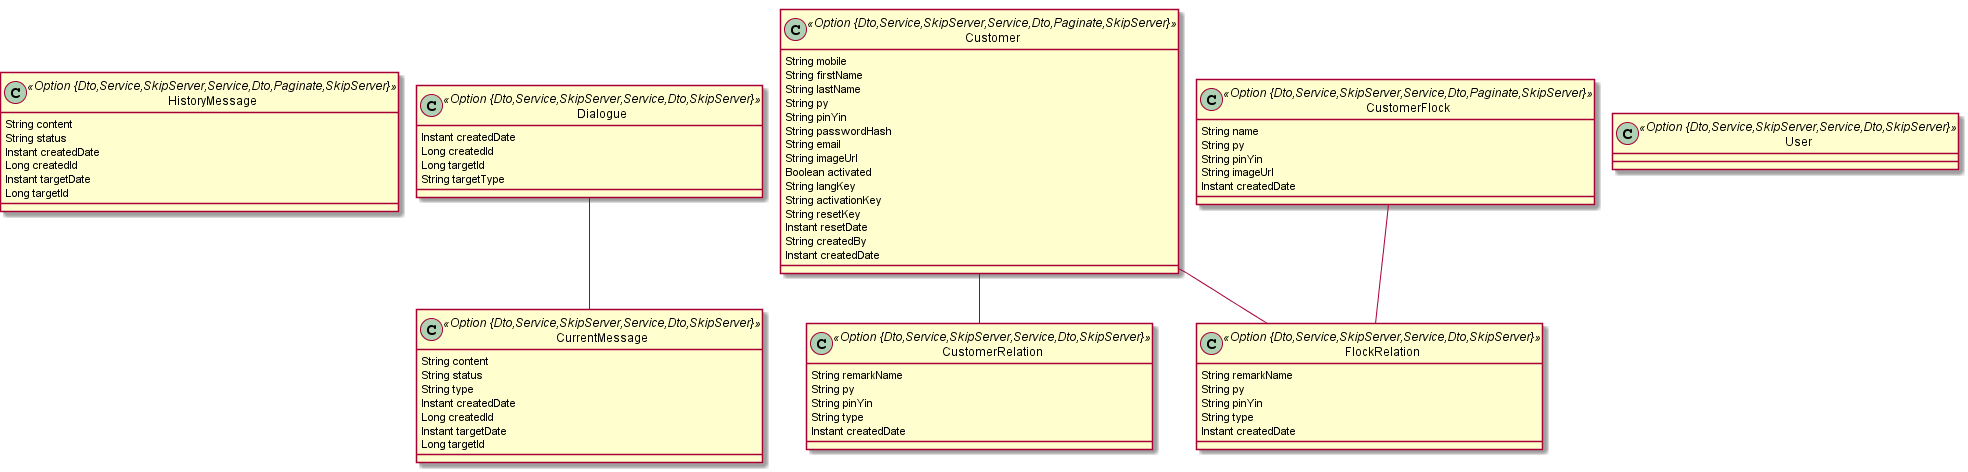 C «Option {Dto,Service,SkipServer,Service,Dto,Paginate,SkipServer}»
HistoryMessage
String content
String status
Instant createdDate
Long createdId
Instant targetDate
Long targetId
C «Option {Dto,Service,SkipServer,Service,Dto,SkipServer}»
Dialogue
Instant createdDate
Long createdId
Long targetId
String targetType
C «Option {Dto,Service,SkipServer,Service,Dto,Paginate,SkipServer}»
Customer
String mobile
String firstName
String lastName
String py
String pinYin
String passwordHash
String email
String imageUrl
Boolean activated
String langKey
String activationKey
String resetKey
Instant resetDate
String createdBy
Instant createdDate
C «Option {Dto,Service,SkipServer,Service,Dto,Paginate,SkipServer}»
CustomerFlock
String name
String py
String pinYin
String imageUrl
Instant createdDate
C «Option {Dto,Service,SkipServer,Service,Dto,SkipServer}»
User
C «Option {Dto,Service,SkipServer,Service,Dto,SkipServer}»
CurrentMessage
String content
String status
String type
Instant createdDate
Long createdId
Instant targetDate
Long targetId
C «Option {Dto,Service,SkipServer,Service,Dto,SkipServer}»
CustomerRelation
String remarkName
String py
String pinYin
String type
Instant createdDate
C «Option {Dto,Service,SkipServer,Service,Dto,SkipServer}»
FlockRelation
String remarkName
String py
String pinYin
String type
Instant createdDate